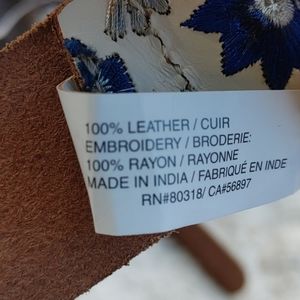 100% LEATHER / CUIR
EMBROIDERY / BRODERIE:
100% RAYON / RAYONNE
MADE IN INDIA / FABRIQUÉ EN INDE
RN#80318/ CA#56897